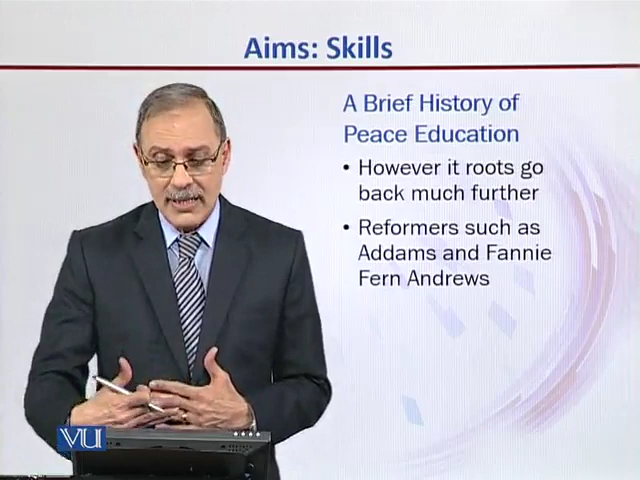 Aims: Skills
A Brief History of
Peace Education
• However it roots go
back much further
• Reformers such as
Addams and Fannie
Fern Andrews
VU